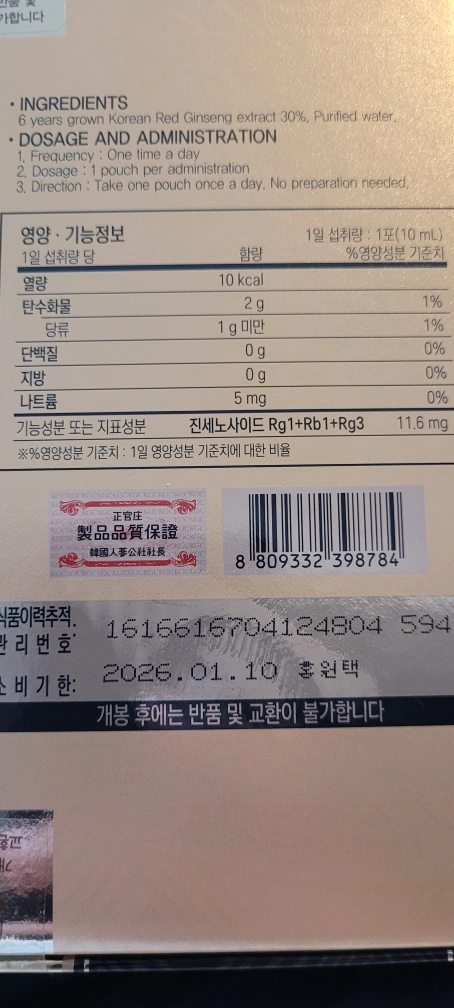 가합니다
• INGREDIENTS
6 years grown Korean Red Ginseng extract 30%, Purified water.
• DOSAGE AND ADMINISTRATION
1. Frequency : One time a day
2. Dosage : 1 pouch per administration
3. Direction : Take one pouch once a day. No preparation needed.
영양 · 기능정보 1일 섭취량 : 1포(10 mL)
1일 섭취량 당 함량 %영양성분 기준치
열량 10 kcal
탄수화물 2 g 1%
당류 1 g 미만 1%
단백질 0 g 0%
지방 0 g 0%
나트륨 5 mg 0%
기능성분 또는 지표성분 진세노사이드 Rg1+Rb1+Rg3 11.6 mg
※%영양성분 기준치 : 1일 영양성분 기준치에 대한 비율
正官庄
製品品質保證
韓國人蔘公社社長
8 809332 398784
식품이력추적
관리번호 1616616704124804 594
소비기한: 2026.01.10 홍원택
개봉 후에는 반품 및 교환이 불가합니다